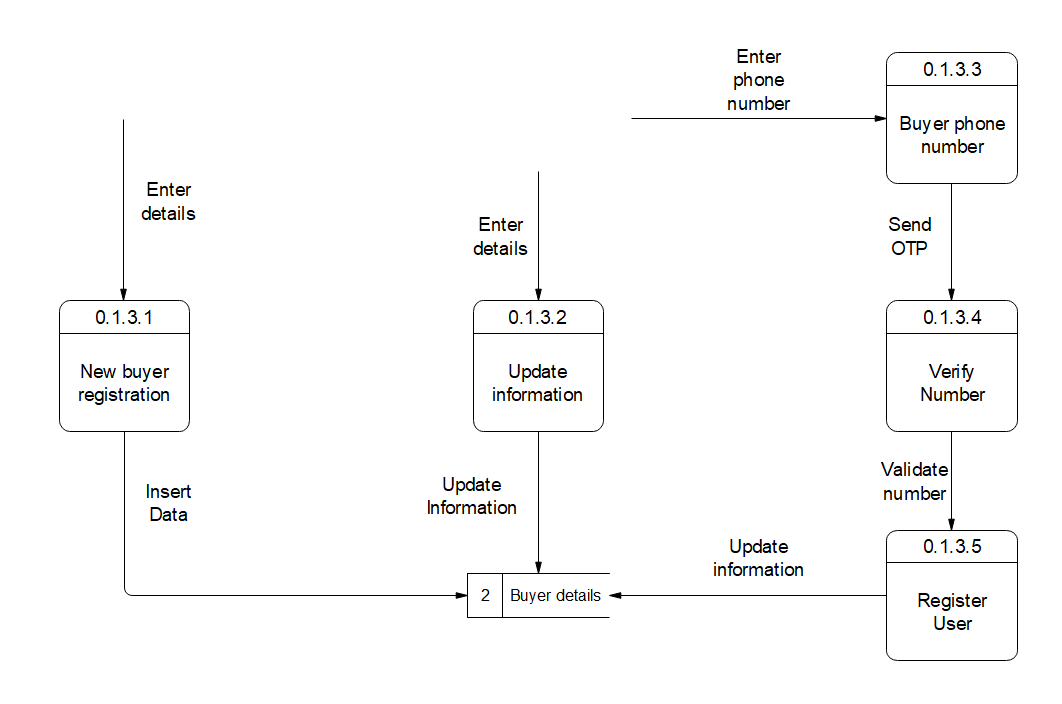 Enter
phone
number
0.1.3.3
Buyer phone
number
Enter
details
Enter
details
Send
OTP
0.1.3.1
New buyer
registration
0.1.3.2
Update
information
0.1.3.4
Verify
Number
Insert
Data
Update
Information
Validate
number
Update
information
0.1.3.5
Register
User
2
Buyer details